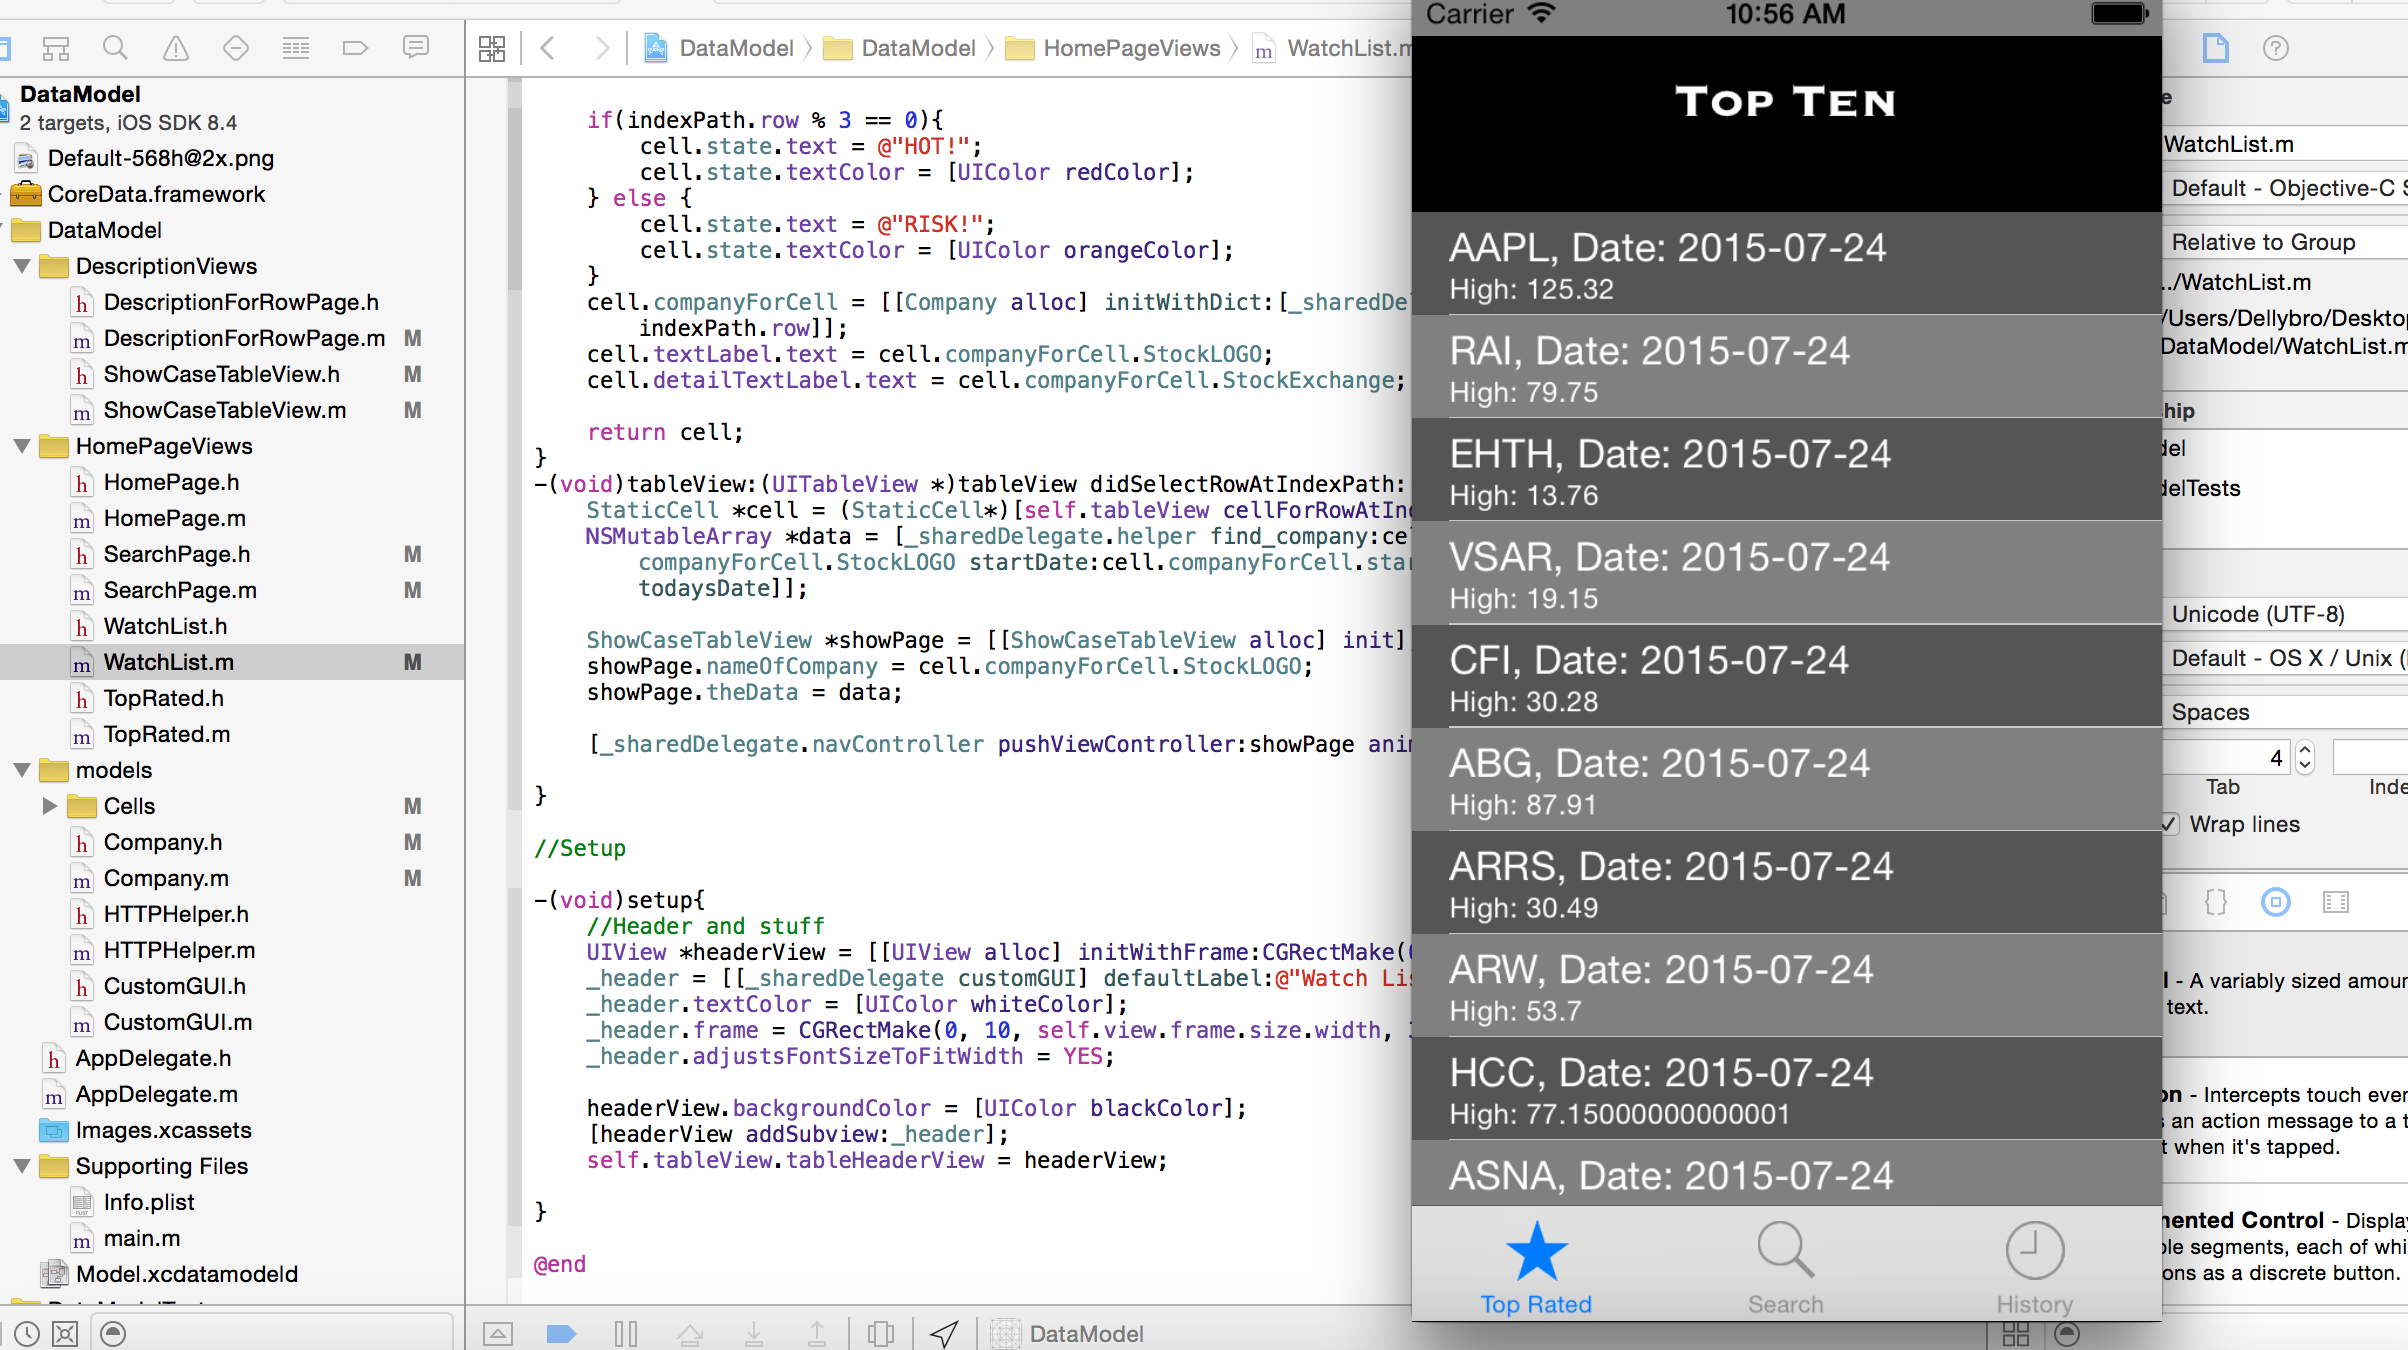 DataModel
2 targets, iOS SDK 8.4
Default-568h@2x.png
CoreData.framework
DataModel
DescriptionViews
h DescriptionForRowPage.h
m DescriptionForRowPage.m M
h ShowCaseTableView.h M
m ShowCaseTableView.m M
HomePageViews
h HomePage.h
m HomePage.m
h SearchPage.h M
m SearchPage.m M
h WatchList.h
m WatchList.m M
h TopRated.h
m TopRated.m
models
Cells M
h Company.h M
m Company.m M
h HTTPHelper.h
m HTTPHelper.m
h CustomGUI.h
m CustomGUI.m
h AppDelegate.h
m AppDelegate.m
Images.xcassets
Supporting Files
Info.plist
m main.m
Model.xcdatamodeld
DataModel DataModel HomePageViews m WatchList.m
if(indexPath.row % 3 == 0){
cell.state.text = @"HOT!";
cell.state.textColor = [UIColor redColor];
} else {
cell.state.text = @"RISK!";
cell.state.textColor = [UIColor orangeColor];
}
cell.companyForCell = [[Company alloc] initWithDict:[_sharedDe
indexPath.row]];
cell.textLabel.text = cell.companyForCell.StockLOGO;
cell.detailTextLabel.text = cell.companyForCell.StockExchange;
return cell;
}
-(void)tableView:(UITableView *)tableView didSelectRowAtIndexPath:
StaticCell *cell = (StaticCell*)[self.tableView cellForRowAtInd
NSMutableArray *data = [_sharedDelegate.helper find_company:ce
companyForCell.StockLOGO startDate:cell.companyForCell.star
todaysDate]];
ShowCaseTableView *showPage = [[ShowCaseTableView alloc] init]
showPage.nameOfCompany = cell.companyForCell.StockLOGO;
showPage.theData = data;
[_sharedDelegate.navController pushViewController:showPage ani
}
//Setup
-(void)setup{
//Header and stuff
UIView *headerView = [[UIView alloc] initWithFrame:CGRectMake(
_header = [[_sharedDelegate customGUI] defaultLabel:@"Watch Lis
_header.textColor = [UIColor whiteColor];
_header.frame = CGRectMake(0, 10, self.view.frame.size.width,
_header.adjustsFontSizeToFitWidth = YES;
headerView.backgroundColor = [UIColor blackColor];
[headerView addSubview:_header];
self.tableView.tableHeaderView = headerView;
}
@end
DataModel
Carrier 10:56 AM
TOP TEN
AAPL, Date: 2015-07-24
High: 125.32
RAI, Date: 2015-07-24
High: 79.75
EHTH, Date: 2015-07-24
High: 13.76
VSAR, Date: 2015-07-24
High: 19.15
CFI, Date: 2015-07-24
High: 30.28
ABG, Date: 2015-07-24
High: 87.91
ARRS, Date: 2015-07-24
High: 30.49
ARW, Date: 2015-07-24
High: 53.7
HCC, Date: 2015-07-24
High: 77.15000000000001
ASNA, Date: 2015-07-24
Top Rated Search History
e
WatchList.m
Default - Objective-C S
Relative to Group
../WatchList.m
/Users/Dellybro/Desktop
DataModel/WatchList.m
hip
del
delTests
Unicode (UTF-8)
Default - OS X / Unix (
Spaces
4
Tab Inde
Wrap lines
{}
l - A variably sized amoun
text.
on - Intercepts touch even
s an action message to a t
t when it's tapped.
nented Control - Display
ole segments, each of whi
ons as a discrete button.